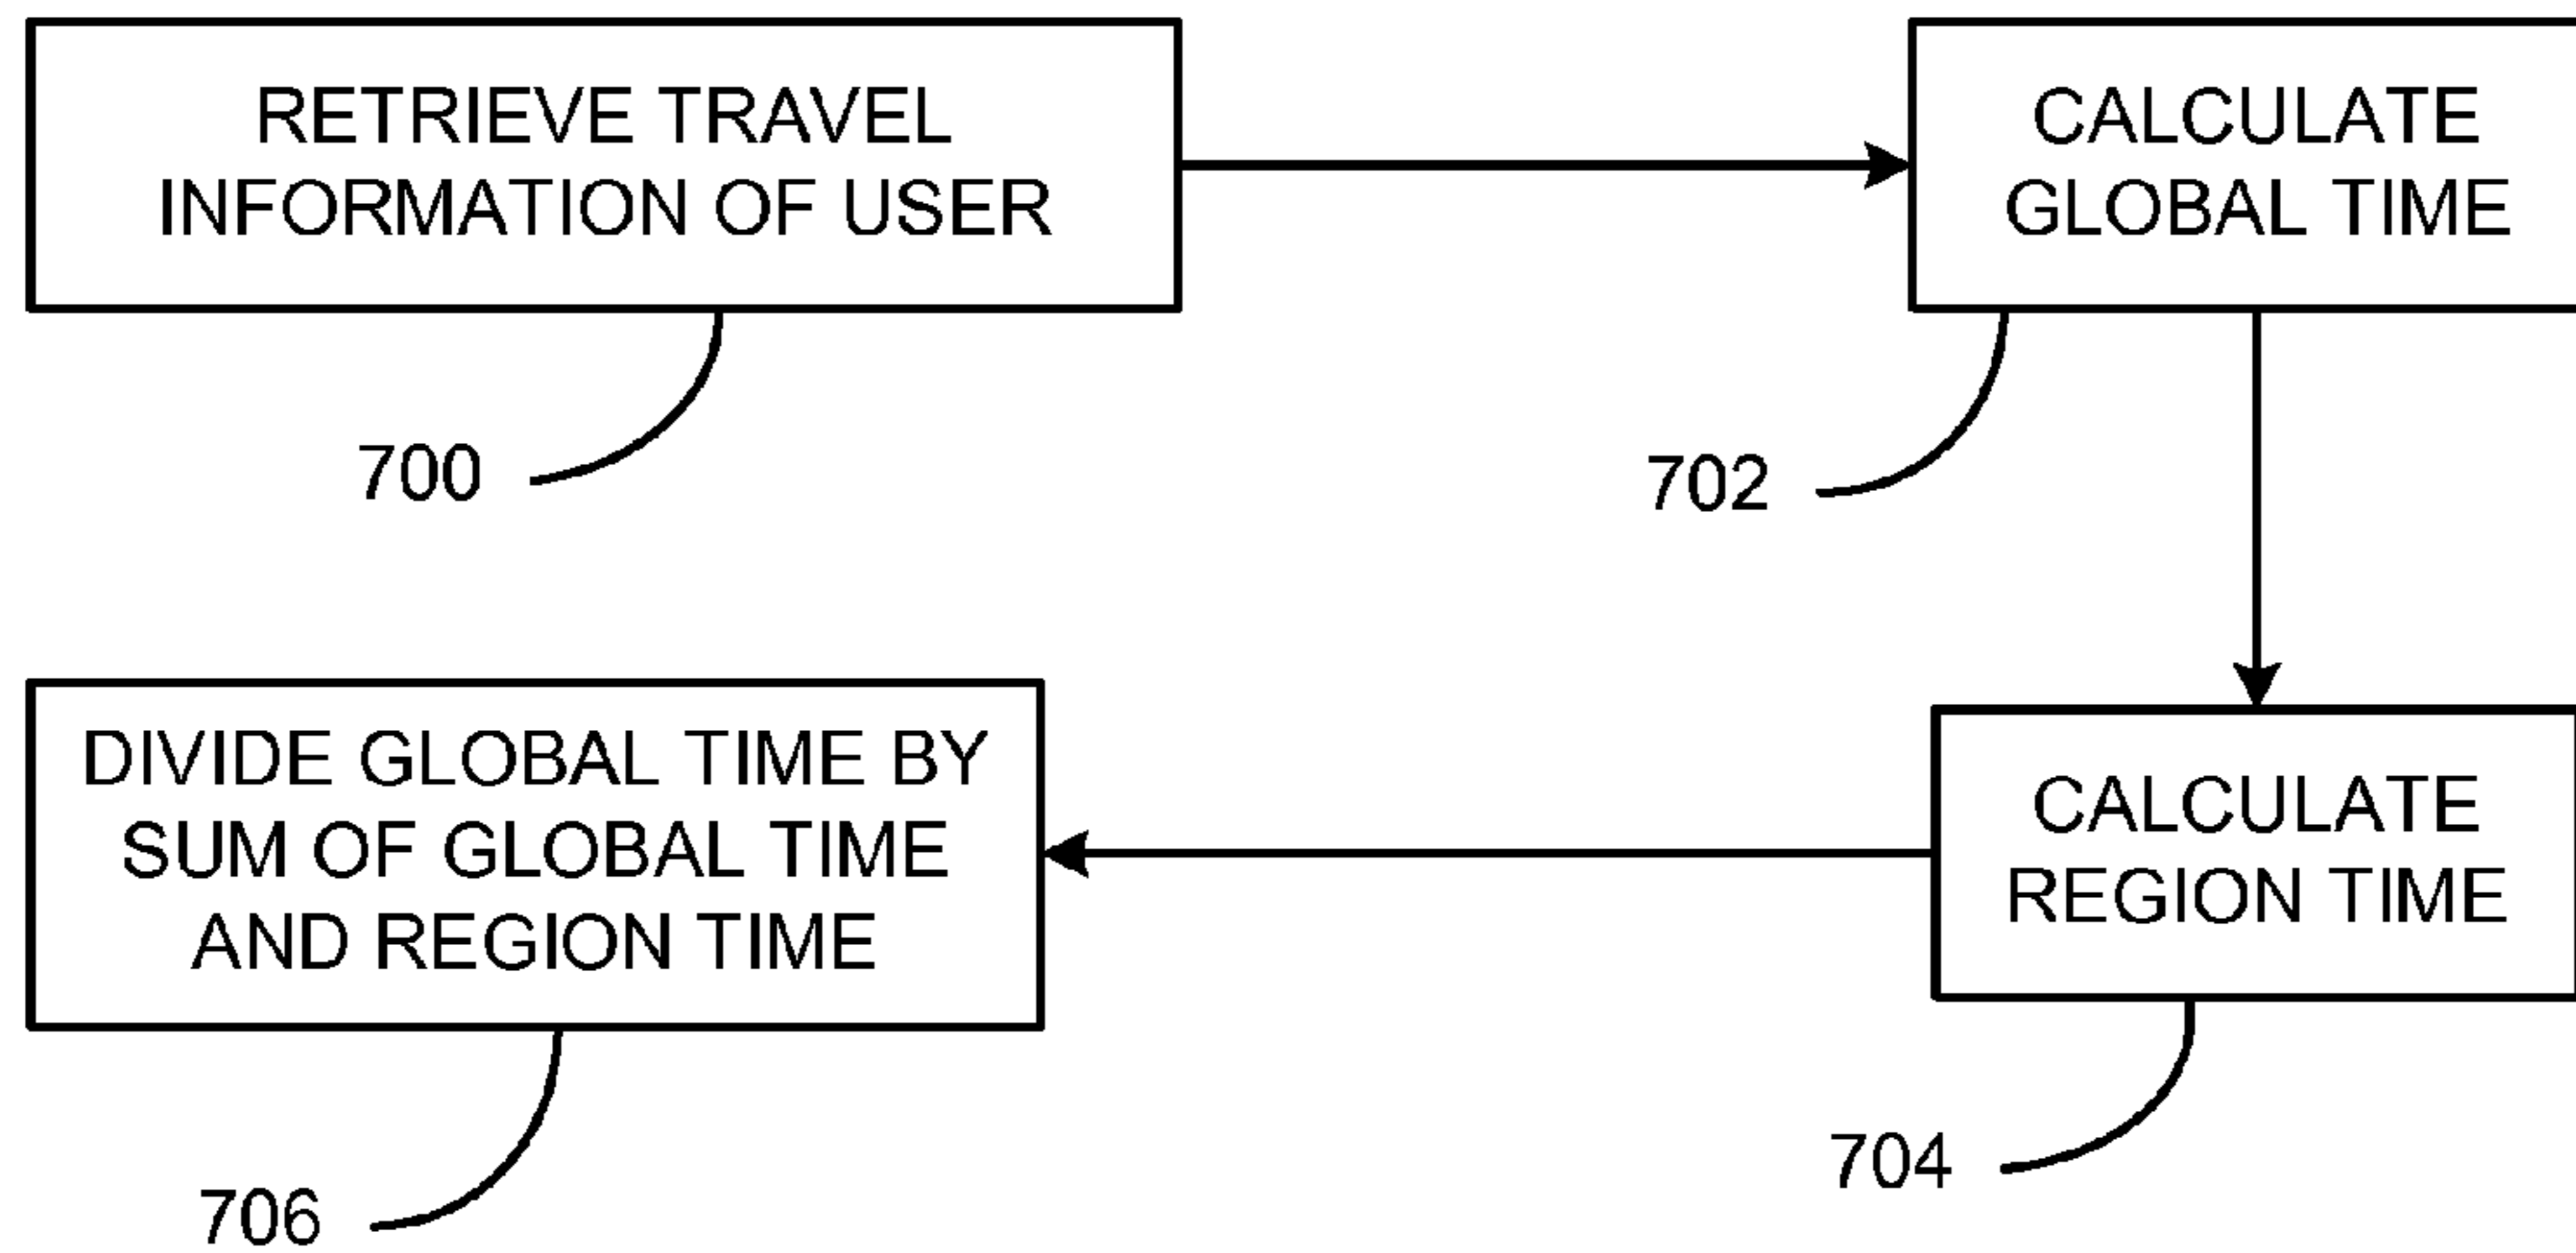 RETRIEVE TRAVEL
INFORMATION OF USER
700
CALCULATE
GLOBAL TIME
702
CALCULATE
REGION TIME
704
DIVIDE GLOBAL TIME BY
SUM OF GLOBAL TIME
AND REGION TIME
706